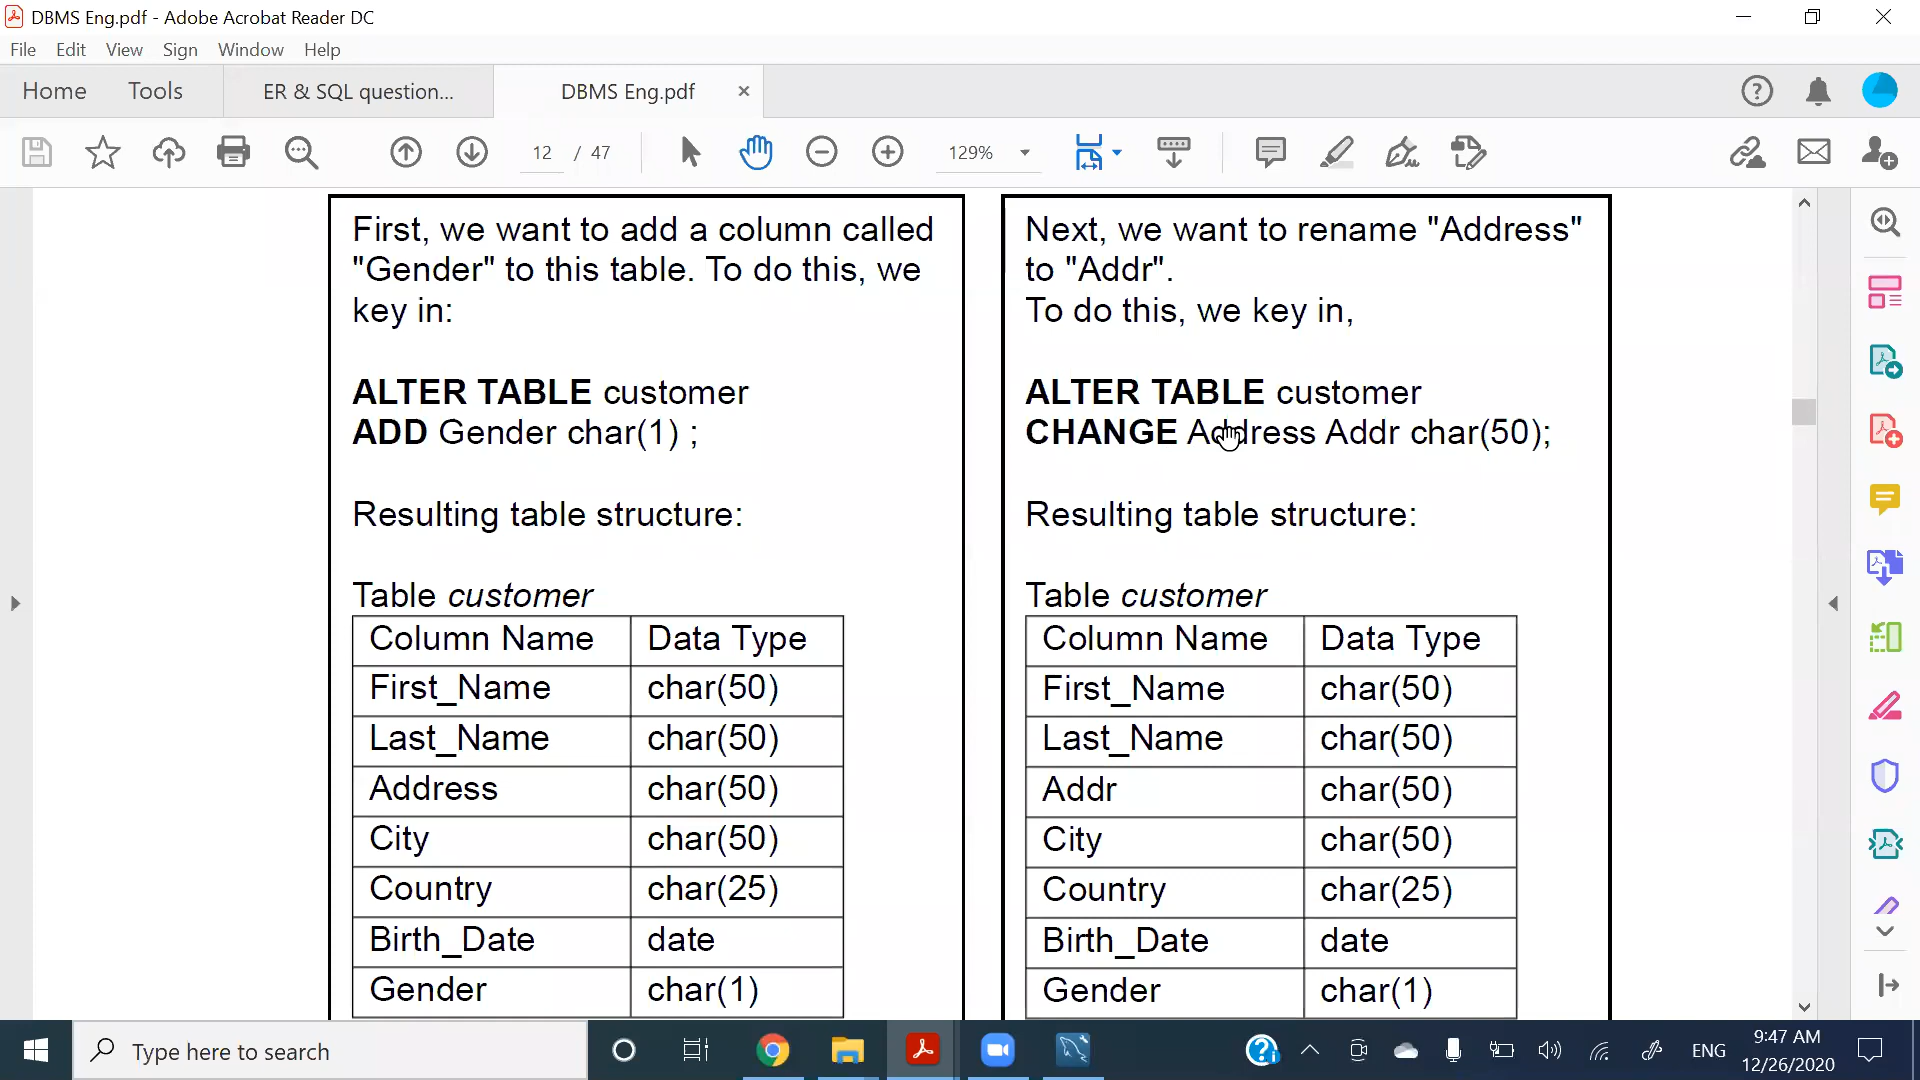 DBMS Eng.pdf - Adobe Acrobat Reader DC
File Edit View Sign Window Help
Home Tools ER & SQL question... DBMS Eng.pdf
12 / 47 129%
First, we want to add a column called
"Gender" to this table. To do this, we
key in:
ALTER TABLE customer
ADD Gender char(1) ;
Resulting table structure:
Table customer
Column Name Data Type
First_Name char(50)
Last_Name char(50)
Address char(50)
City char(50)
Country char(25)
Birth_Date date
Gender char(1)
Next, we want to rename "Address"
to "Addr".
To do this, we key in,
ALTER TABLE customer
CHANGE Address Addr char(50);
Resulting table structure:
Table customer
Column Name Data Type
First_Name char(50)
Last_Name char(50)
Addr char(50)
City char(50)
Country char(25)
Birth_Date date
Gender char(1)
Type here to search
ENG
9:47 AM
12/26/2020